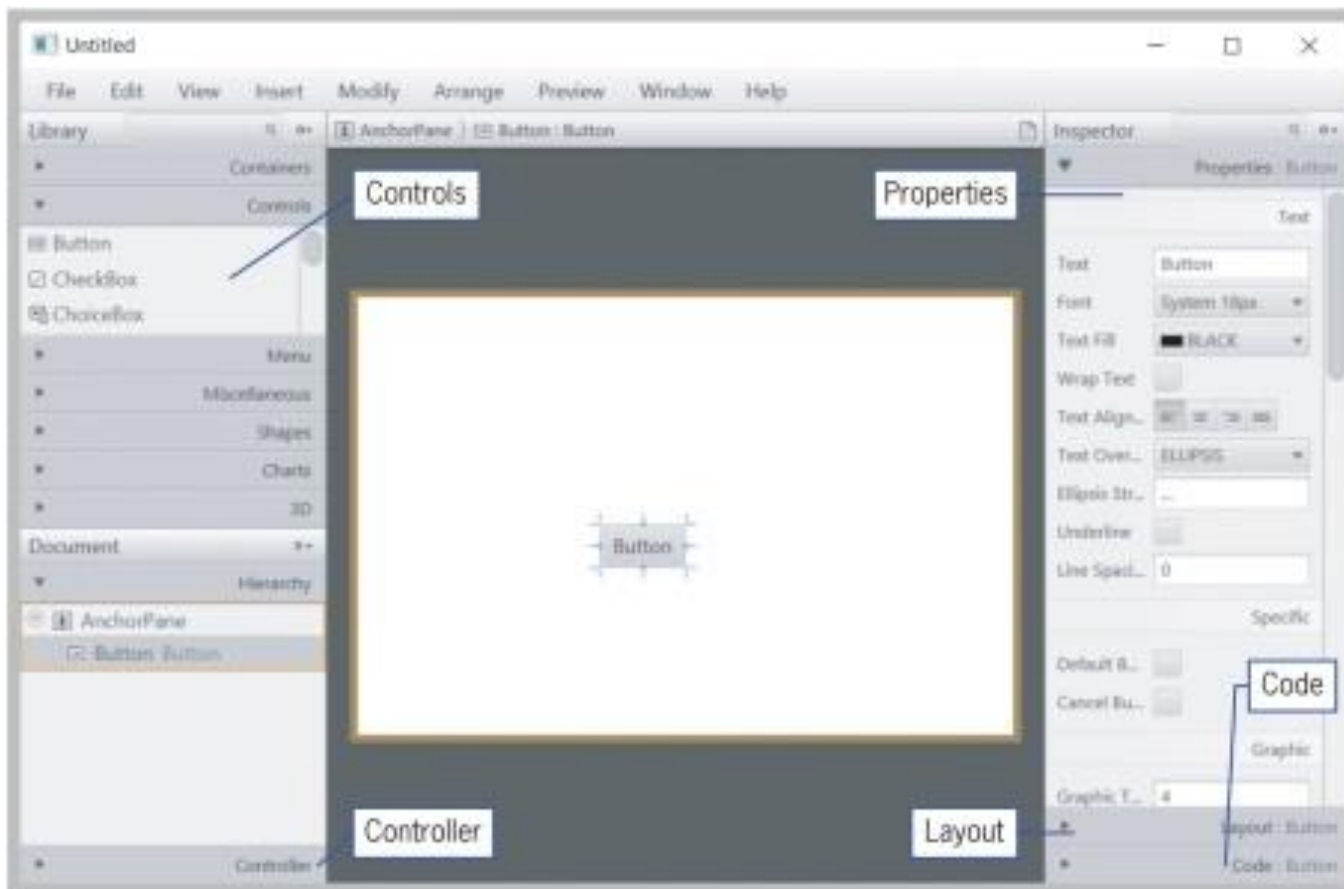 Untitled
File Edit View Insert Modify Arrange Preview Window Help
Library
AnchorPane Button : Button
Inspector
Containers
Controls
Button
CheckBox
ChoiceBox
Menu
Miscellaneous
Shapes
Charts
3D
Document
Hierarchy
AnchorPane
Button Button
Controller
Controls
Properties
Button
Controller
Layout
Code
Properties : Button
Text
Text Button
Font System 18px
Text Fill BLACK
Wrap Text
Text Align...
Text Over... ELLIPSIS
Ellipsis Str... ...
Underline
Line Spaci... 0
Specific
Default B...
Cancel Bu...
Graphic
Graphic T... 4
Layout : Button
Code : Button